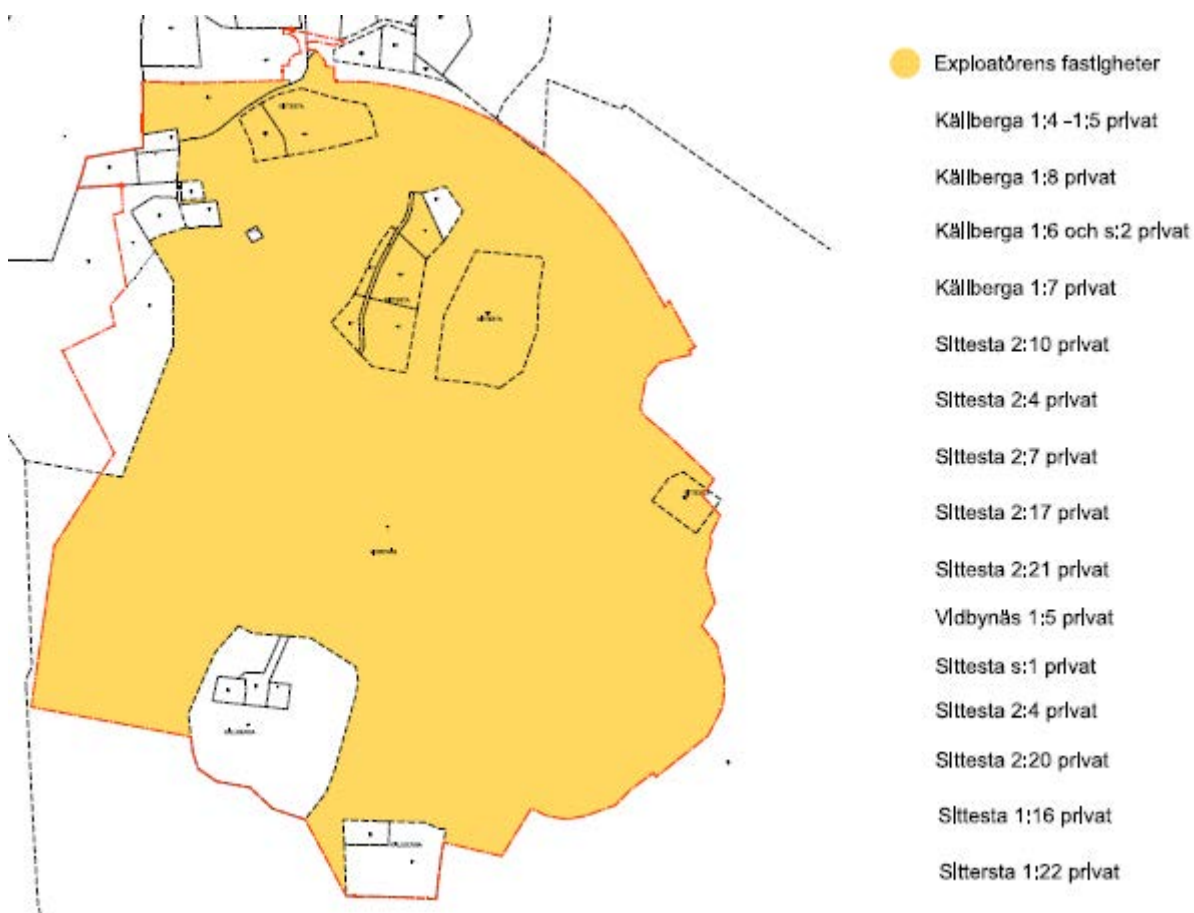 Exploatörens fastigheter
Källberga 1:4 -1:5 privat
Källberga 1:8 privat
Källberga 1:6 och s:2 privat
Källberga 1:7 privat
Sittesta 2:10 privat
Sittesta 2:4 privat
Sittesta 2:7 privat
Sittesta 2:17 privat
Sittesta 2:21 privat
Vidbynäs 1:5 privat
Sittesta s:1 privat
Sittesta 2:4 privat
Sittesta 2:20 privat
Sittesta 1:16 privat
Sittersta 1:22 privat